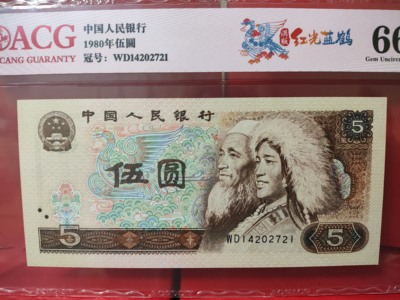 ACG
CANG GUARANTY
中国人民银行
1980年伍圆
冠号：WD14202721
红光蓝鹤
66
Gem Uncircu
中国人民银行
5
伍圆
5
WD14202721
5